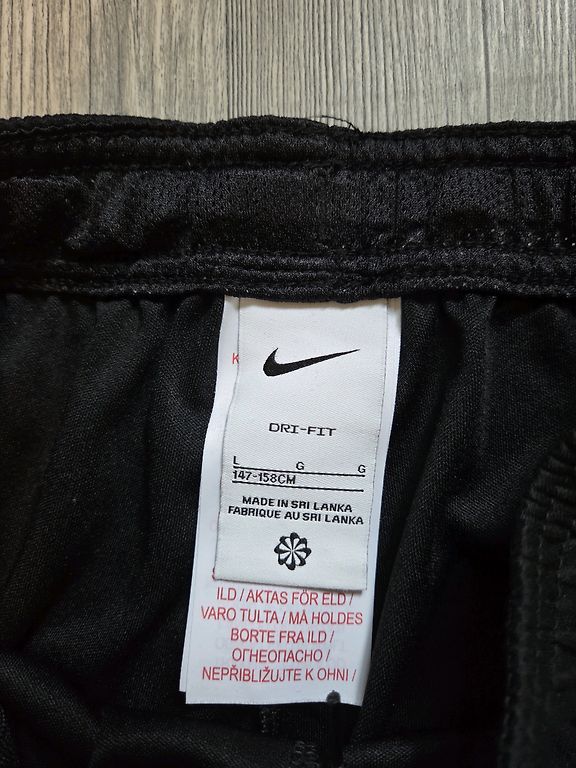 K
DRI-FIT
L G G
147-158CM
MADE IN SRI LANKA
FABRIQUE AU SRI LANKA
ILD / AKTAS FÖR ELD /
VARO TULTA / MÅ HOLDES
BORTE FRA ILD /
ОГНЕОПАСНО /
NEPŘIBLIŽUJTE K OHNI /